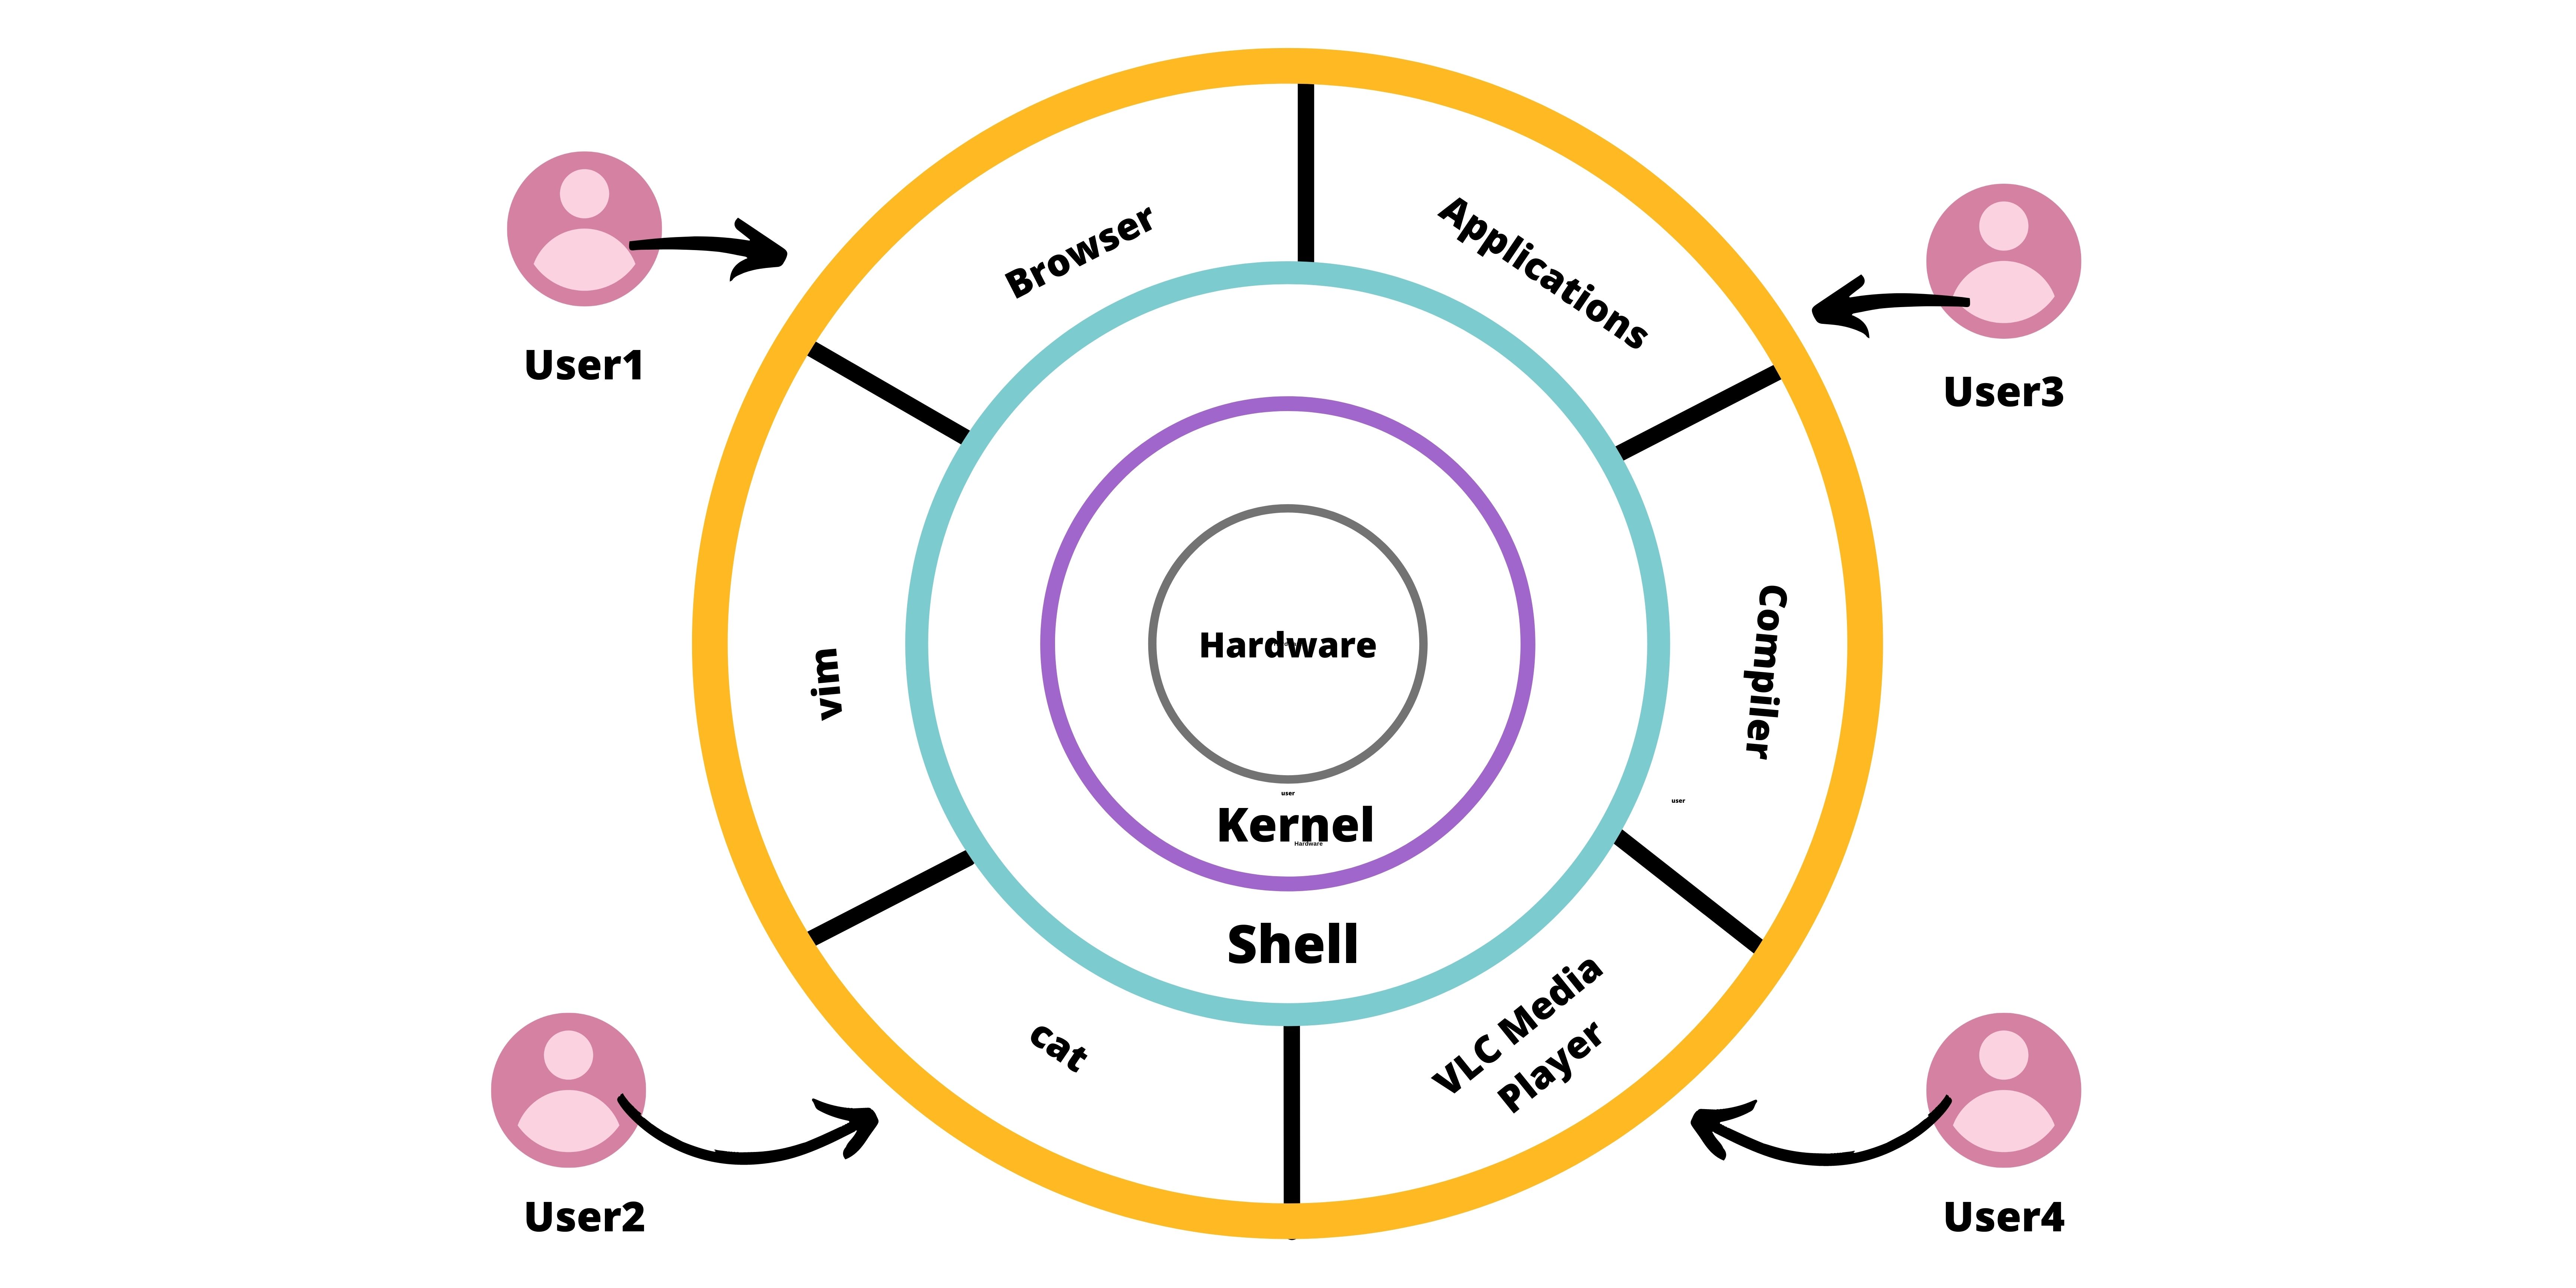 Browser
Applications
User1
User3
Compiler
Hardware
vim
user
user
Kernel
Hardware
Shell
VLC Media
Player
cat
User2
User4